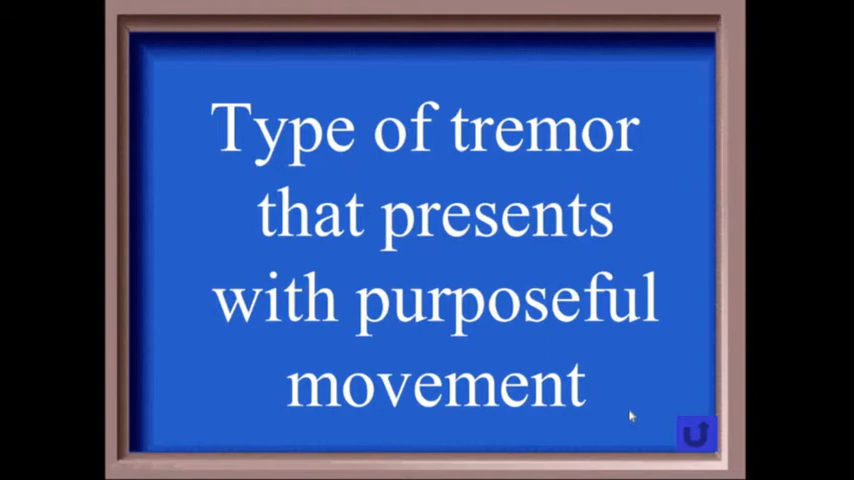 Type of tremor
that presents
with purposeful
movement